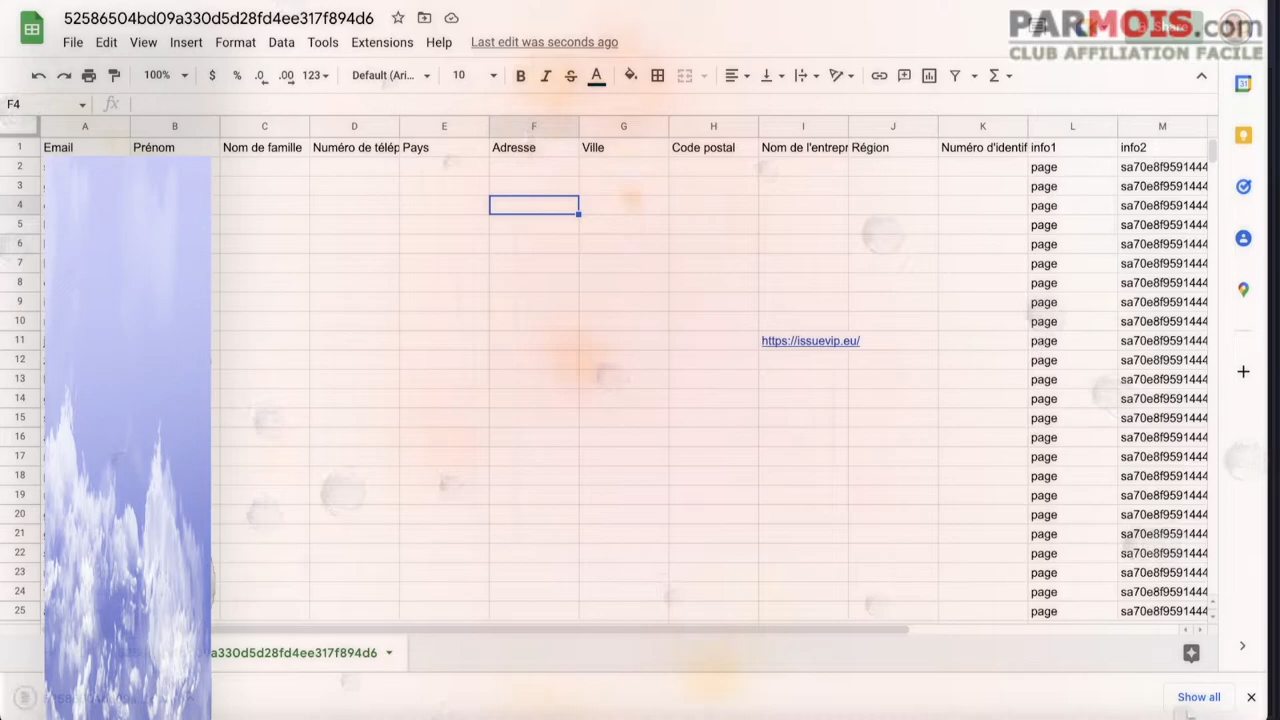 52586504bd09a330d5d28fd4ee317f894d6
PARMOIS.com
CLUB AFFILIATION FACILE
File Edit View Insert Format Data Tools Extensions Help Last edit was seconds ago
100% $ % .0 .00 123 Default (Ari... 10 B I S A
F4 fx
A B C D E F G H I J K L M
1 Email Prénom Nom de famille Numéro de télép Pays Adresse Ville Code postal Nom de l'entrepr Région Numéro d'identif info1 info2
2 page sa70e8f9591444
3 page sa70e8f9591444
4 page sa70e8f9591444
5 page sa70e8f9591444
6 page sa70e8f9591444
7 page sa70e8f9591444
8 page sa70e8f9591444
9 page sa70e8f9591444
10 page sa70e8f9591444
11 https://issuevip.eu/ page sa70e8f9591444
12 page sa70e8f9591444
13 page sa70e8f9591444
14 page sa70e8f9591444
15 page sa70e8f9591444
16 page sa70e8f9591444
17 page sa70e8f9591444
18 page sa70e8f9591444
19 page sa70e8f9591444
20 page sa70e8f9591444
21 page sa70e8f9591444
22 page sa70e8f9591444
23 page sa70e8f9591444
24 page sa70e8f9591444
25 page sa70e8f9591444
a330d5d28fd4ee317f894d6
Show all